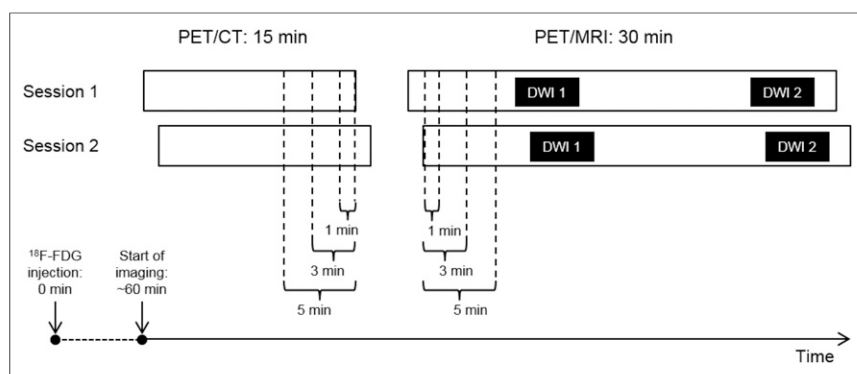 PET/CT: 15 min
PET/MRI: 30 min
Session 1
DWI 1
DWI 2
Session 2
DWI 1
DWI 2
1 min
1 min
3 min
3 min
5 min
5 min
¹⁸F-FDG
injection:
0 min
Start of
imaging:
~60 min
Time